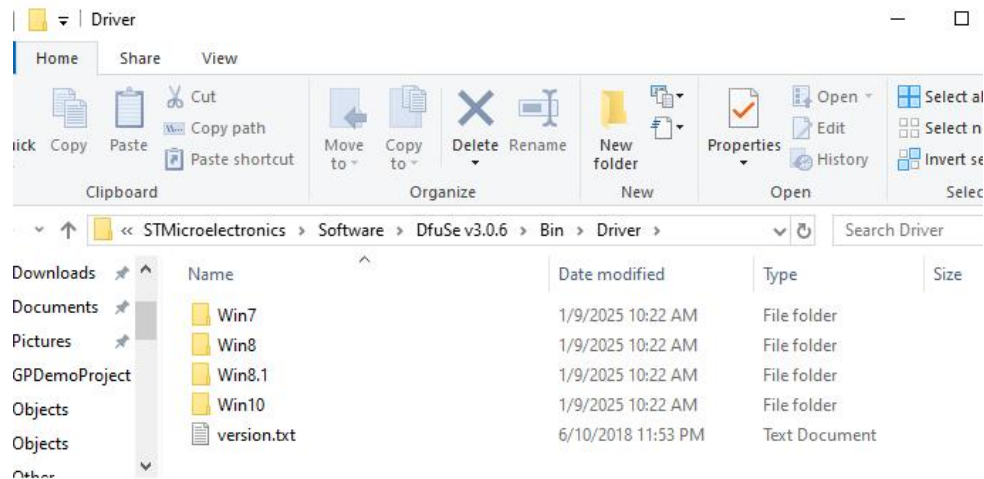 Driver
Home Share View
Cut
Copy path
Paste shortcut
Copy Paste
Move to
Copy to
Delete Rename
New folder
Properties
Open
Edit
History
Select al
Select n
Invert se
Clipboard Organize New Open Selec
« STMicroelectronics > Software > DfuSe v3.0.6 > Bin > Driver >
Search Driver
Name Date modified Type Size
Downloads
Documents
Pictures
GPDemoProject
Objects
Objects
Win7 1/9/2025 10:22 AM File folder
Win8 1/9/2025 10:22 AM File folder
Win8.1 1/9/2025 10:22 AM File folder
Win10 1/9/2025 10:22 AM File folder
version.txt 6/10/2018 11:53 PM Text Document